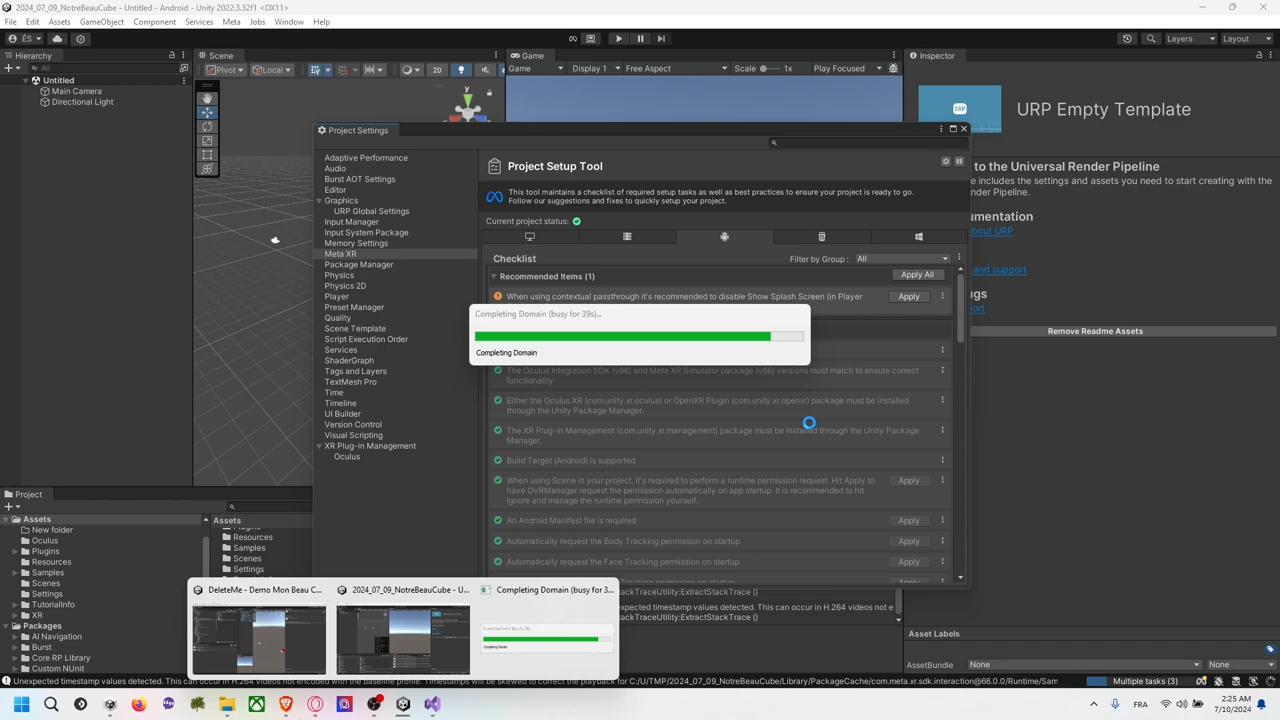 2024_07_09_NotreBeauCube - Untitled - Android - Unity 2022.3.32f1 <DX11>
File Edit Assets GameObject Component Services Meta Jobs Window Help
ÉS
Layers Layout
Hierarchy Scene Game Inspector
All
Pivot Local 2D Game Display 1 Free Aspect Scale 1x Play Focused
Untitled
Main Camera
Directional Light
y
SRP
URP Empty Template
to the Universal Render Pipeline
includes the settings and assets you need to start creating with the
nder Pipeline.
umentation
about URP
and support
ugs
ort
Remove Readme Assets
Project Settings
Adaptive Performance
Audio
Burst AOT Settings
Editor
Graphics
URP Global Settings
Input Manager
Input System Package
Memory Settings
Meta XR
Package Manager
Physics
Physics 2D
Player
Preset Manager
Quality
Scene Template
Script Execution Order
Services
ShaderGraph
Tags and Layers
TextMesh Pro
Time
Timeline
UI Builder
Version Control
Visual Scripting
XR Plug-in Management
Oculus
Project Setup Tool
This tool maintains a checklist of required setup tasks as well as best practices to ensure your project is ready to go.
Follow our suggestions and fixes to quickly setup your project.
Current project status:
Checklist Filter by Group : All
Recommended Items (1) Apply All
When using contextual passthrough it's recommended to disable Show Splash Screen (in Player Apply
Completing Domain (busy for 39s)...
Completing Domain
The Oculus Integration SDK (v66) and Meta XR Simulator package (v66) versions must match to ensure correct
functionality
Either the Oculus XR (com.unity.xr.oculus) or OpenXR Plugin (com.unity.xr.openxr) package must be installed
through the Unity Package Manager.
The XR Plug-in Management (com.unity.xr.management) package must be installed through the Unity Package
Manager.
Build Target (Android) is supported
When using Scene in your project, it's required to perform a runtime permission request. Hit Apply to Apply
have OVRManager request the permission automatically on app startup. It is recommended to hit
Ignore and manage the runtime permission yourself.
An Android Manifest file is required Apply
Automatically request the Body Tracking permission on startup Apply
Automatically request the Face Tracking permission on startup Apply
Tracking permission on startup
Project
Assets
New folder
Oculus
Plugins
Resources
Samples
Scenes
Settings
TutorialInfo
XR
Packages
AI Navigation
Burst
Core RP Library
Custom NUnit
Assets
Plugins
Resources
Samples
Scenes
Settings
DeleteMe - Demo Mon Beau C...
2024_07_09_NotreBeauCube - U...
Completing Domain (busy for 3...
StackTraceUtility:ExtractStackTrace ()
expected timestamp values detected. This can occur in H.264 videos not e
StackTraceUtility:ExtractStackTrace ()
Asset Labels
AssetBundle None None
Unexpected timestamp values detected. This can occur in H.264 videos not encoded with the baseline profile. Timestamps will be skewed to correct the playback for C:/U/TMP/2024_07_09_NotreBeauCube/Library/PackageCache/com.meta.xr.sdk.interaction@66.0.0/Runtime/Sam
Multiple tasks (3)
FRA
2:25 AM
7/10/2024